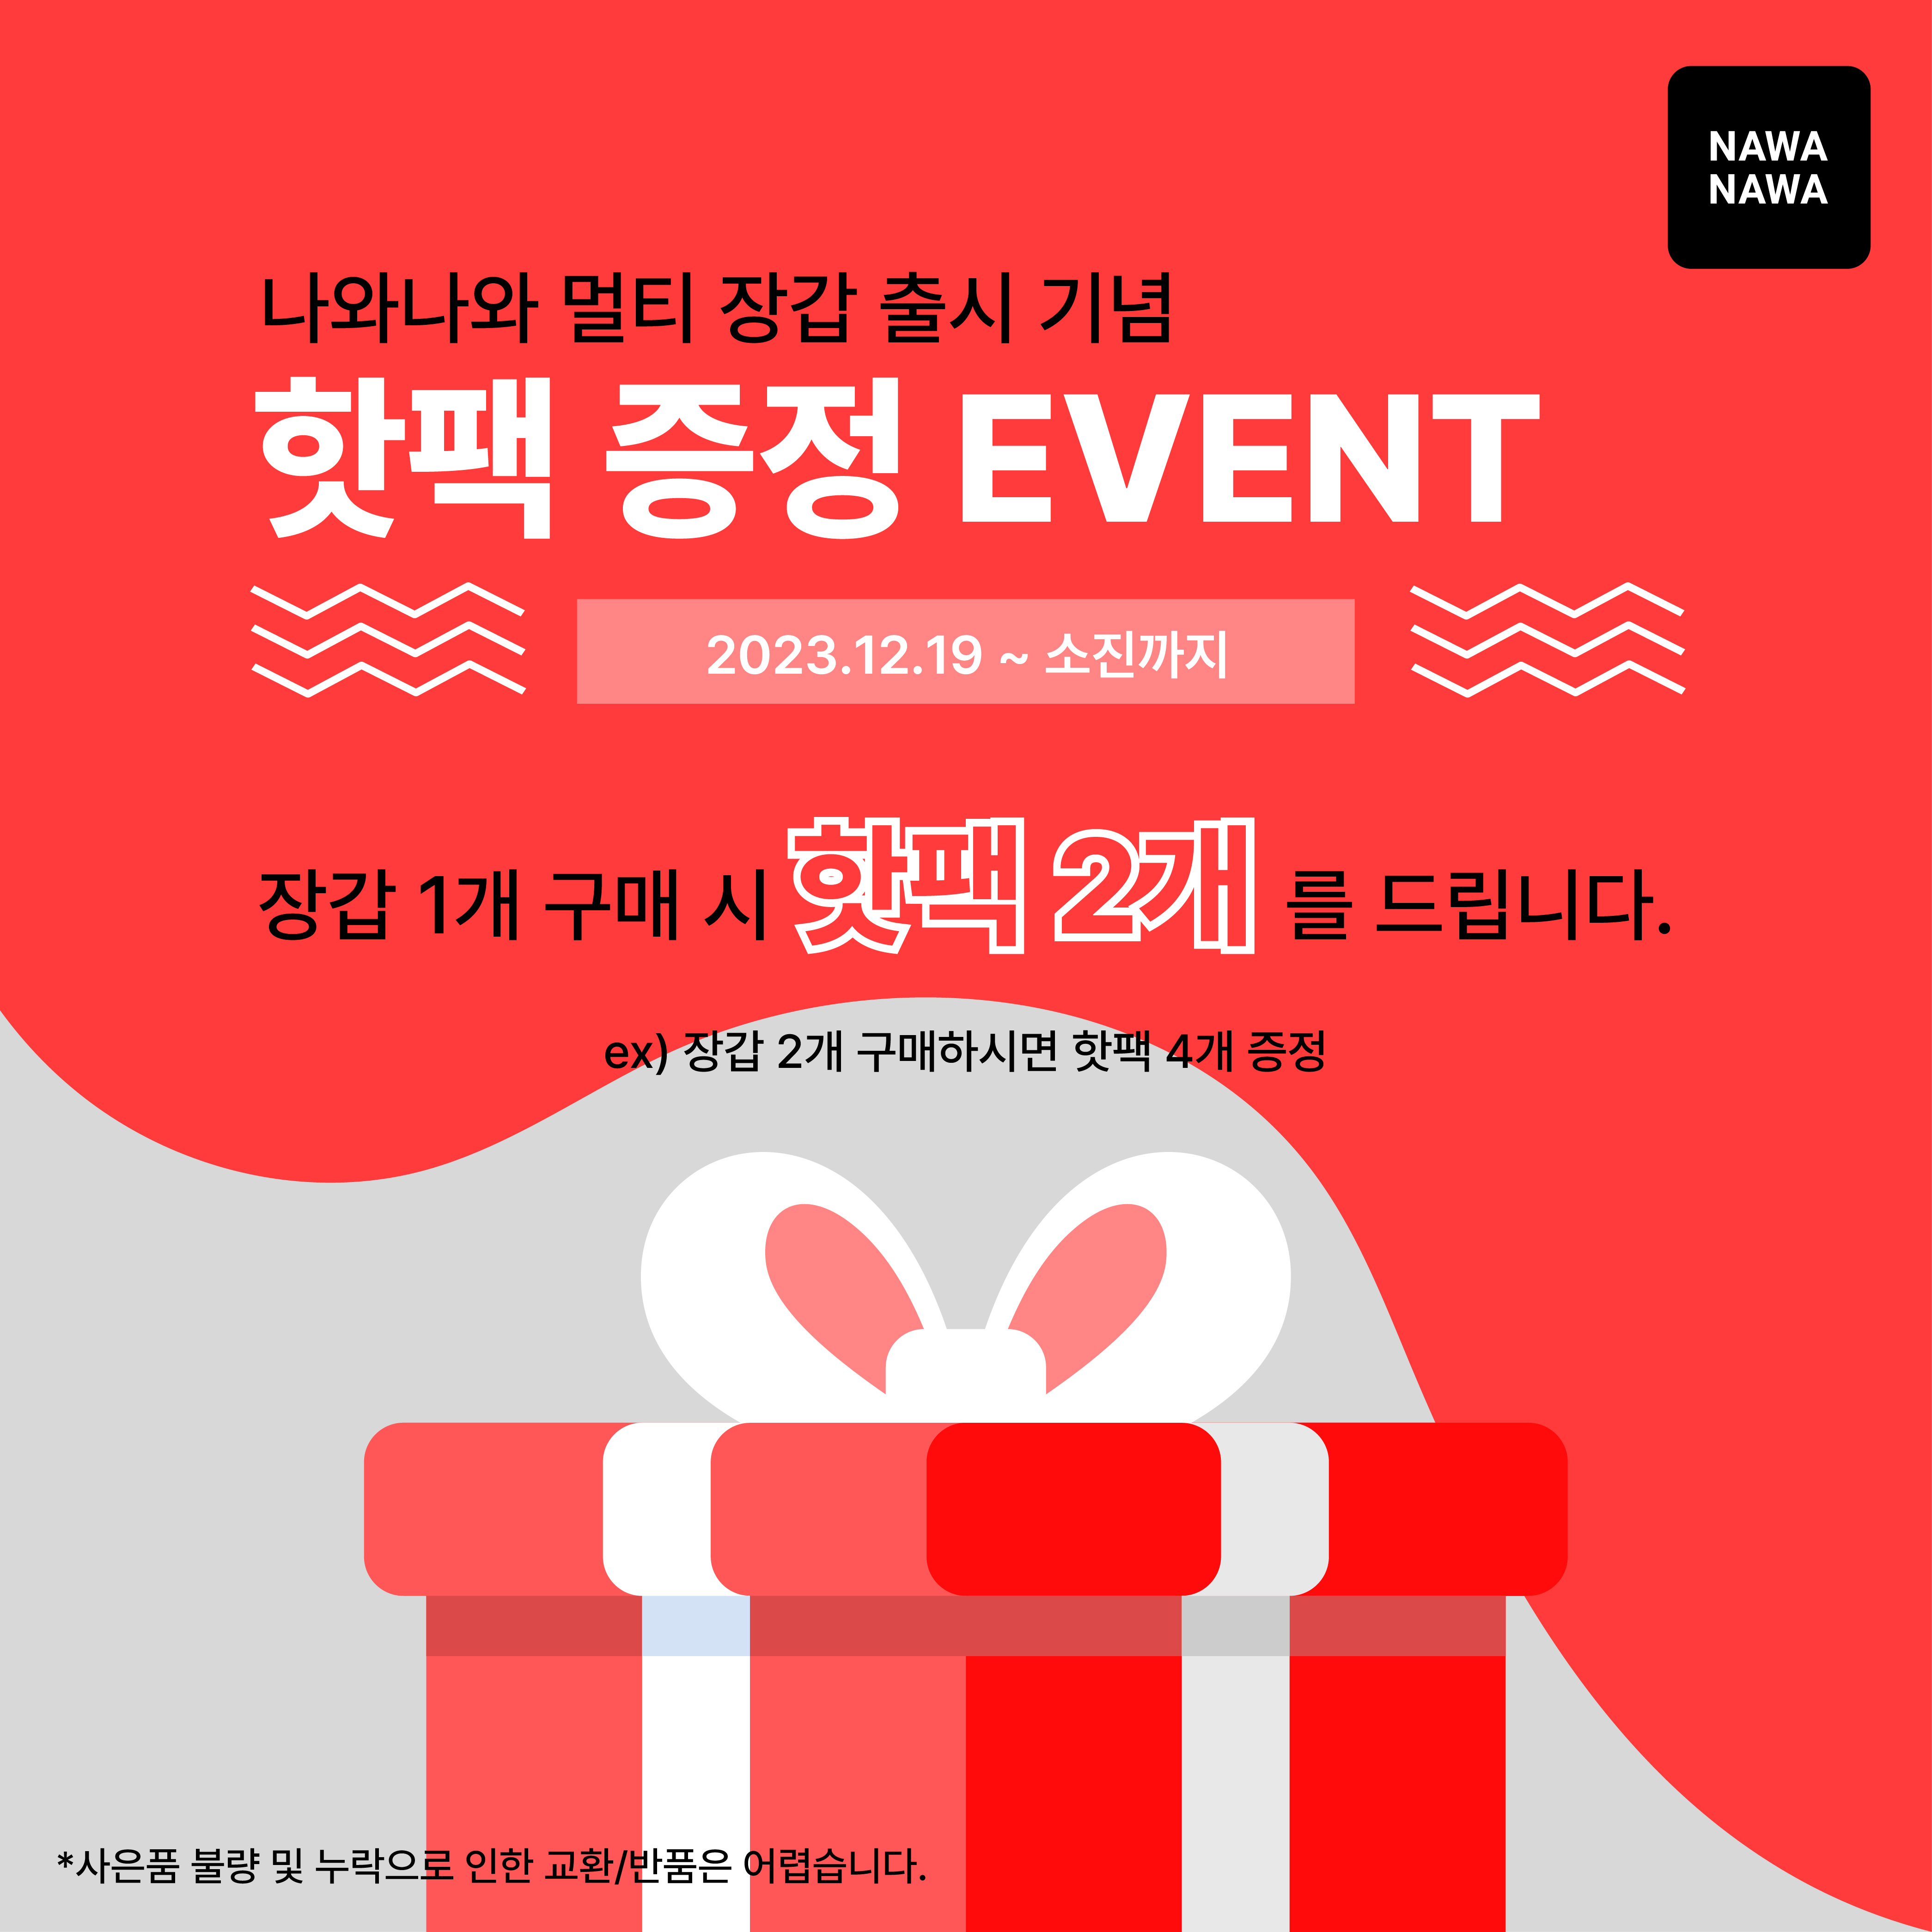 NAWA
NAWA
나와나와 멀티 장갑 출시 기념
핫팩 증정 EVENT
2023.12.19 ~ 소진까지
장갑 1개 구매 시 핫팩 2개 를 드립니다.
ex) 장갑 2개 구매하시면 핫팩 4개 증정
*사은품 불량 및 누락으로 인한 교환/반품은 어렵습니다.